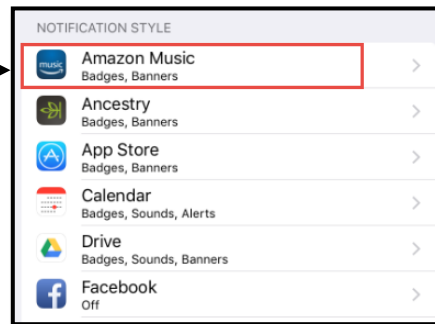 NOTIFICATION STYLE
music
Amazon Music
Badges, Banners
Ancestry
Badges, Banners
App Store
Badges, Banners
Calendar
Badges, Sounds, Alerts
Drive
Badges, Sounds, Banners
Facebook
Off